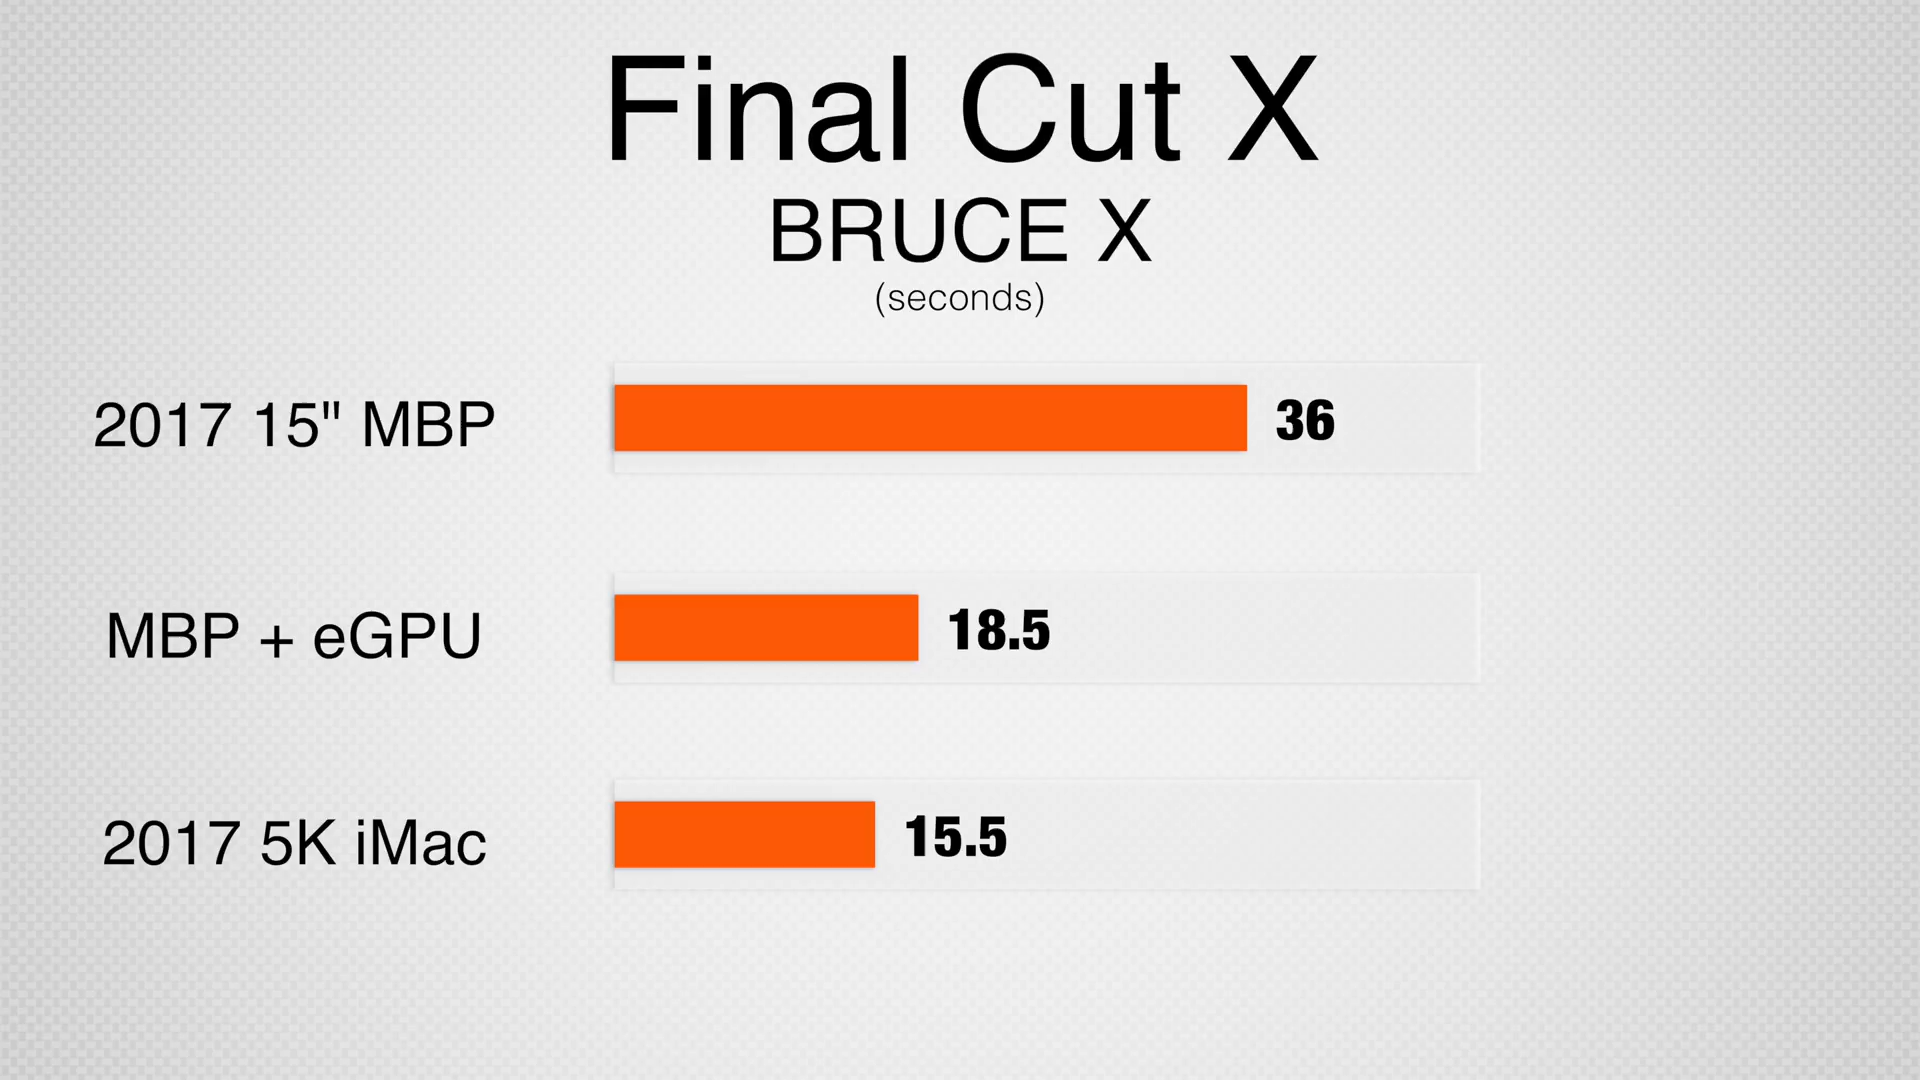 Final Cut X
BRUCE X
(seconds)
2017 15" MBP
36
MBP + eGPU
18.5
2017 5K iMac
15.5